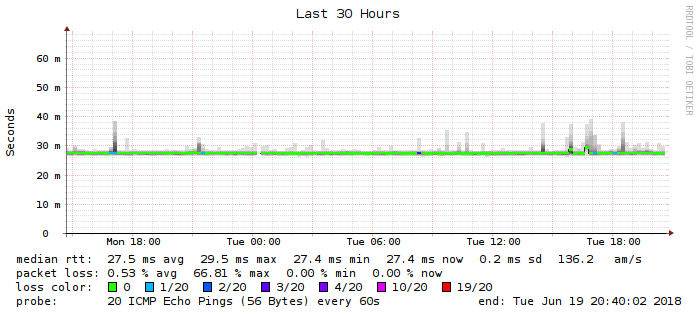 Last 30 Hours
RRDTOOL / TOBI OETIKER
Seconds
60 m
50 m
40 m
30 m
20 m
10 m
0
Mon 18:00 Tue 00:00 Tue 06:00 Tue 12:00 Tue 18:00
median rtt: 27.5 ms avg 29.5 ms max 27.4 ms min 27.4 ms now 0.2 ms sd 136.2 am/s
packet loss: 0.53 % avg 66.81 % max 0.00 % min 0.00 % now
loss color: 0 1/20 2/20 3/20 4/20 10/20 19/20
probe: 20 ICMP Echo Pings (56 Bytes) every 60s end: Tue Jun 19 20:40:02 2018